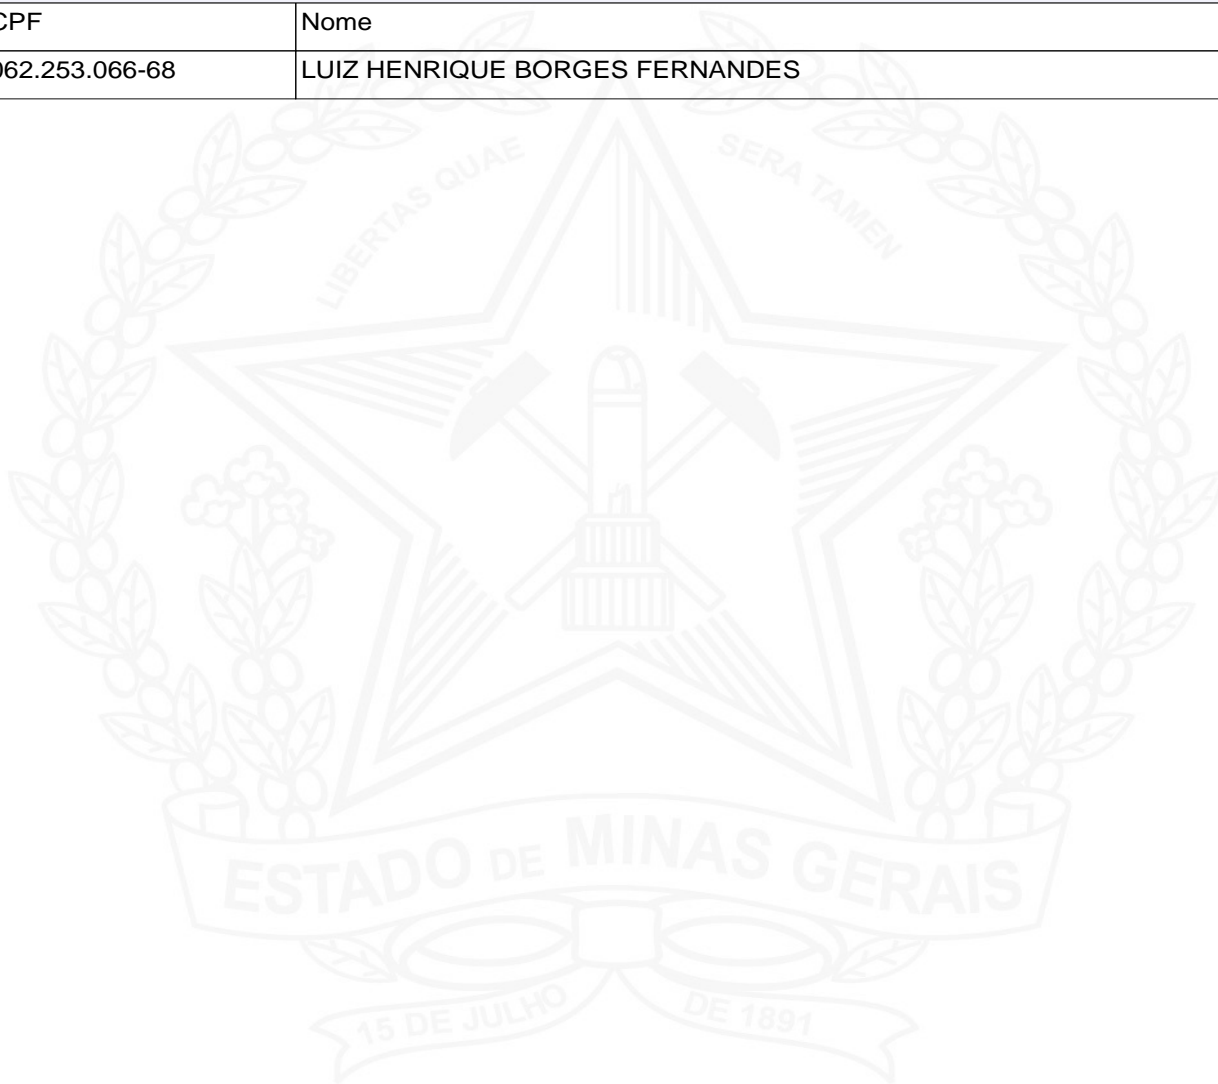 CPF Nome
062.253.066-68 LUIZ HENRIQUE BORGES FERNANDES
LIBERTAS QUAE SERA TAMEN
ESTADO DE MINAS GERAIS
15 DE JULHO DE 1891